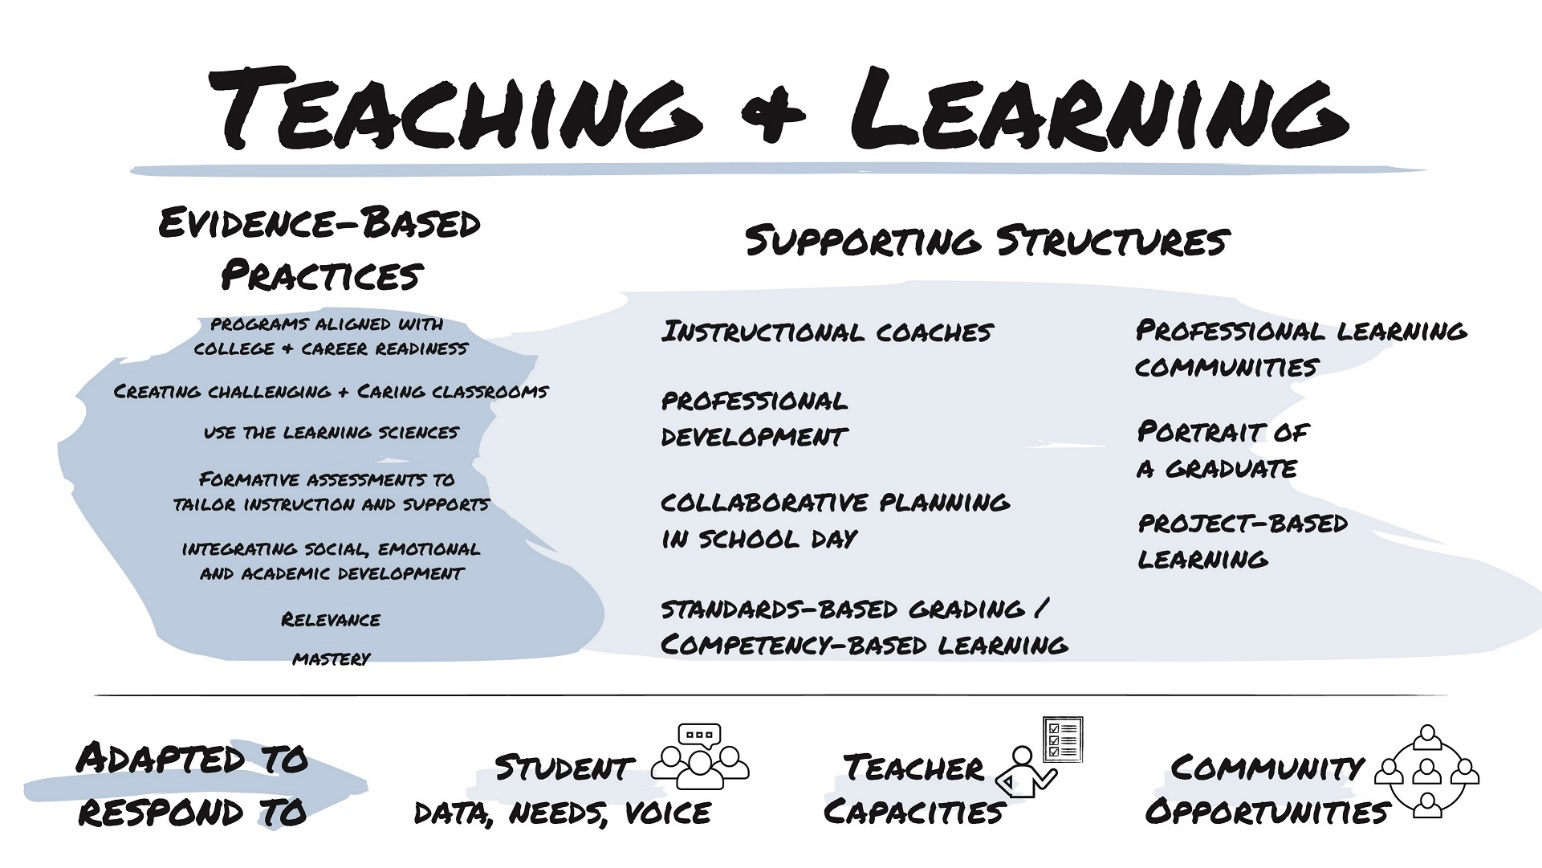 Teaching & Learning
Evidence-Based
Practices
programs aligned with
college + career readiness
Creating challenging + Caring classrooms
use the learning sciences
Formative assessments to
tailor instruction and supports
integrating social, emotional
and academic development
Relevance
mastery
Supporting Structures
Instructional coaches
professional
development
collaborative planning
in school day
standards-based grading /
Competency-based learning
Professional learning
communities
Portrait of
a graduate
project-based
learning
Adapted to
respond to
Student
data, needs, voice
Teacher
Capacities
Community
Opportunities